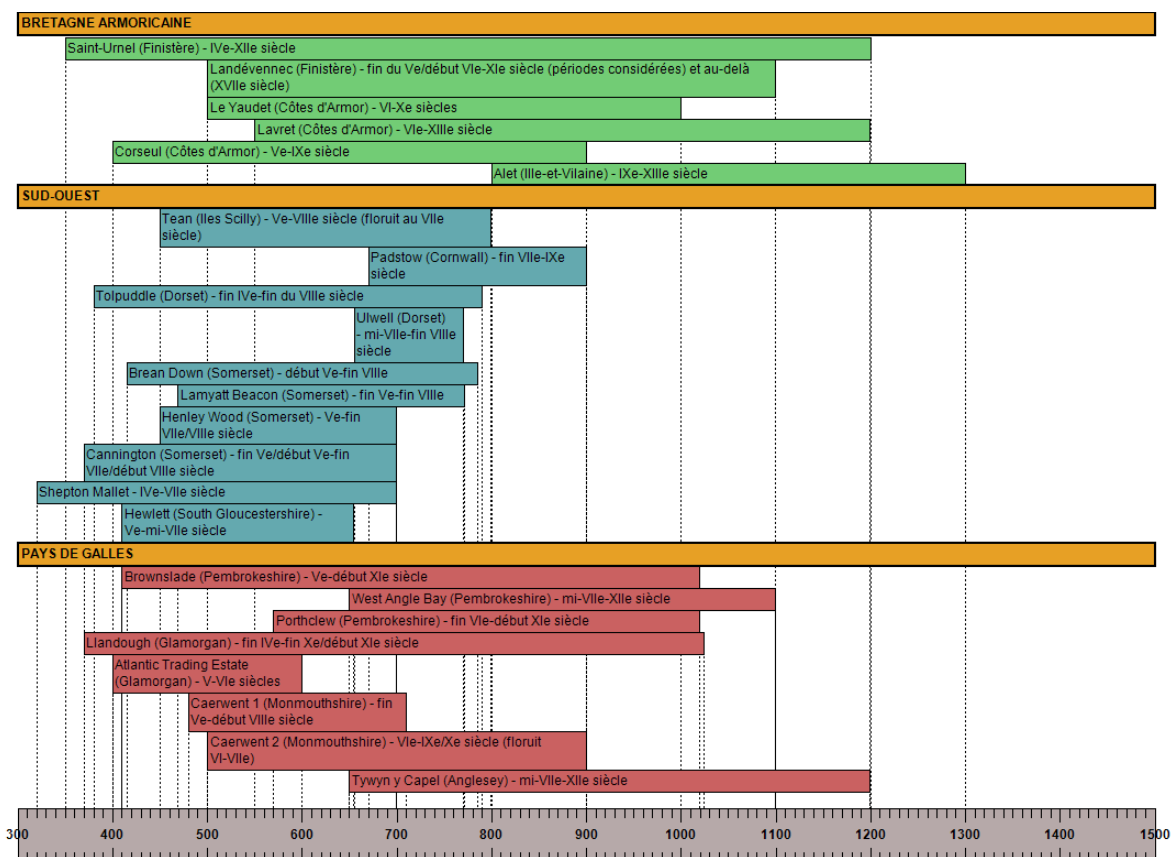 BRETAGNE ARMORICAINE
Saint-Urnel (Finistère) - IVe-XIIe siècle
Landévennec (Finistère) - fin du Ve/début VIe-XIe siècle (périodes considérées) et au-delà
(XVIIe siècle)
Le Yaudet (Côtes d'Armor) - VI-Xe siècles
Lavret (Côtes d'Armor) - VIe-XIIIe siècle
Corseul (Côtes d'Armor) - Ve-IXe siècle
Alet (Ille-et-Vilaine) - IXe-XIIIe siècle
SUD-OUEST
Tean (Iles Scilly) - Ve-VIIIe siècle (floruit au VIIe
siècle)
Padstow (Cornwall) - fin VIIe-IXe
siècle
Tolpuddle (Dorset) - fin IVe-fin du VIIIe siècle
Ulwell (Dorset)
- mi-VIIe-fin VIIIe
siècle
Brean Down (Somerset) - début Ve-fin VIIIe
Lamyatt Beacon (Somerset) - fin Ve-fin VIIIe
Henley Wood (Somerset) - Ve-fin
VIIe/VIIIe siècle
Cannington (Somerset) - fin Ve/début Ve-fin
VIIe/début VIIIe siècle
Shepton Mallet - IVe-VIIe siècle
Hewlett (South Gloucestershire) -
Ve-mi-VIIe siècle
PAYS DE GALLES
Brownslade (Pembrokeshire) - Ve-début XIe siècle
West Angle Bay (Pembrokeshire) - mi-VIIe-XIIe siècle
Porthclew (Pembrokeshire) - fin VIe-début XIe siècle
Llandough (Glamorgan) - fin IVe-fin Xe/début XIe siècle
Atlantic Trading Estate
(Glamorgan) - V-VIe siècles
Caerwent 1 (Monmouthshire) - fin
Ve-début VIIIe siècle
Caerwent 2 (Monmouthshire) - VIe-IXe/Xe siècle (floruit
VI-VIIe)
Tywyn y Capel (Anglesey) - mi-VIIe-XIIe siècle
300 400 500 600 700 800 900 1000 1100 1200 1300 1400 1500